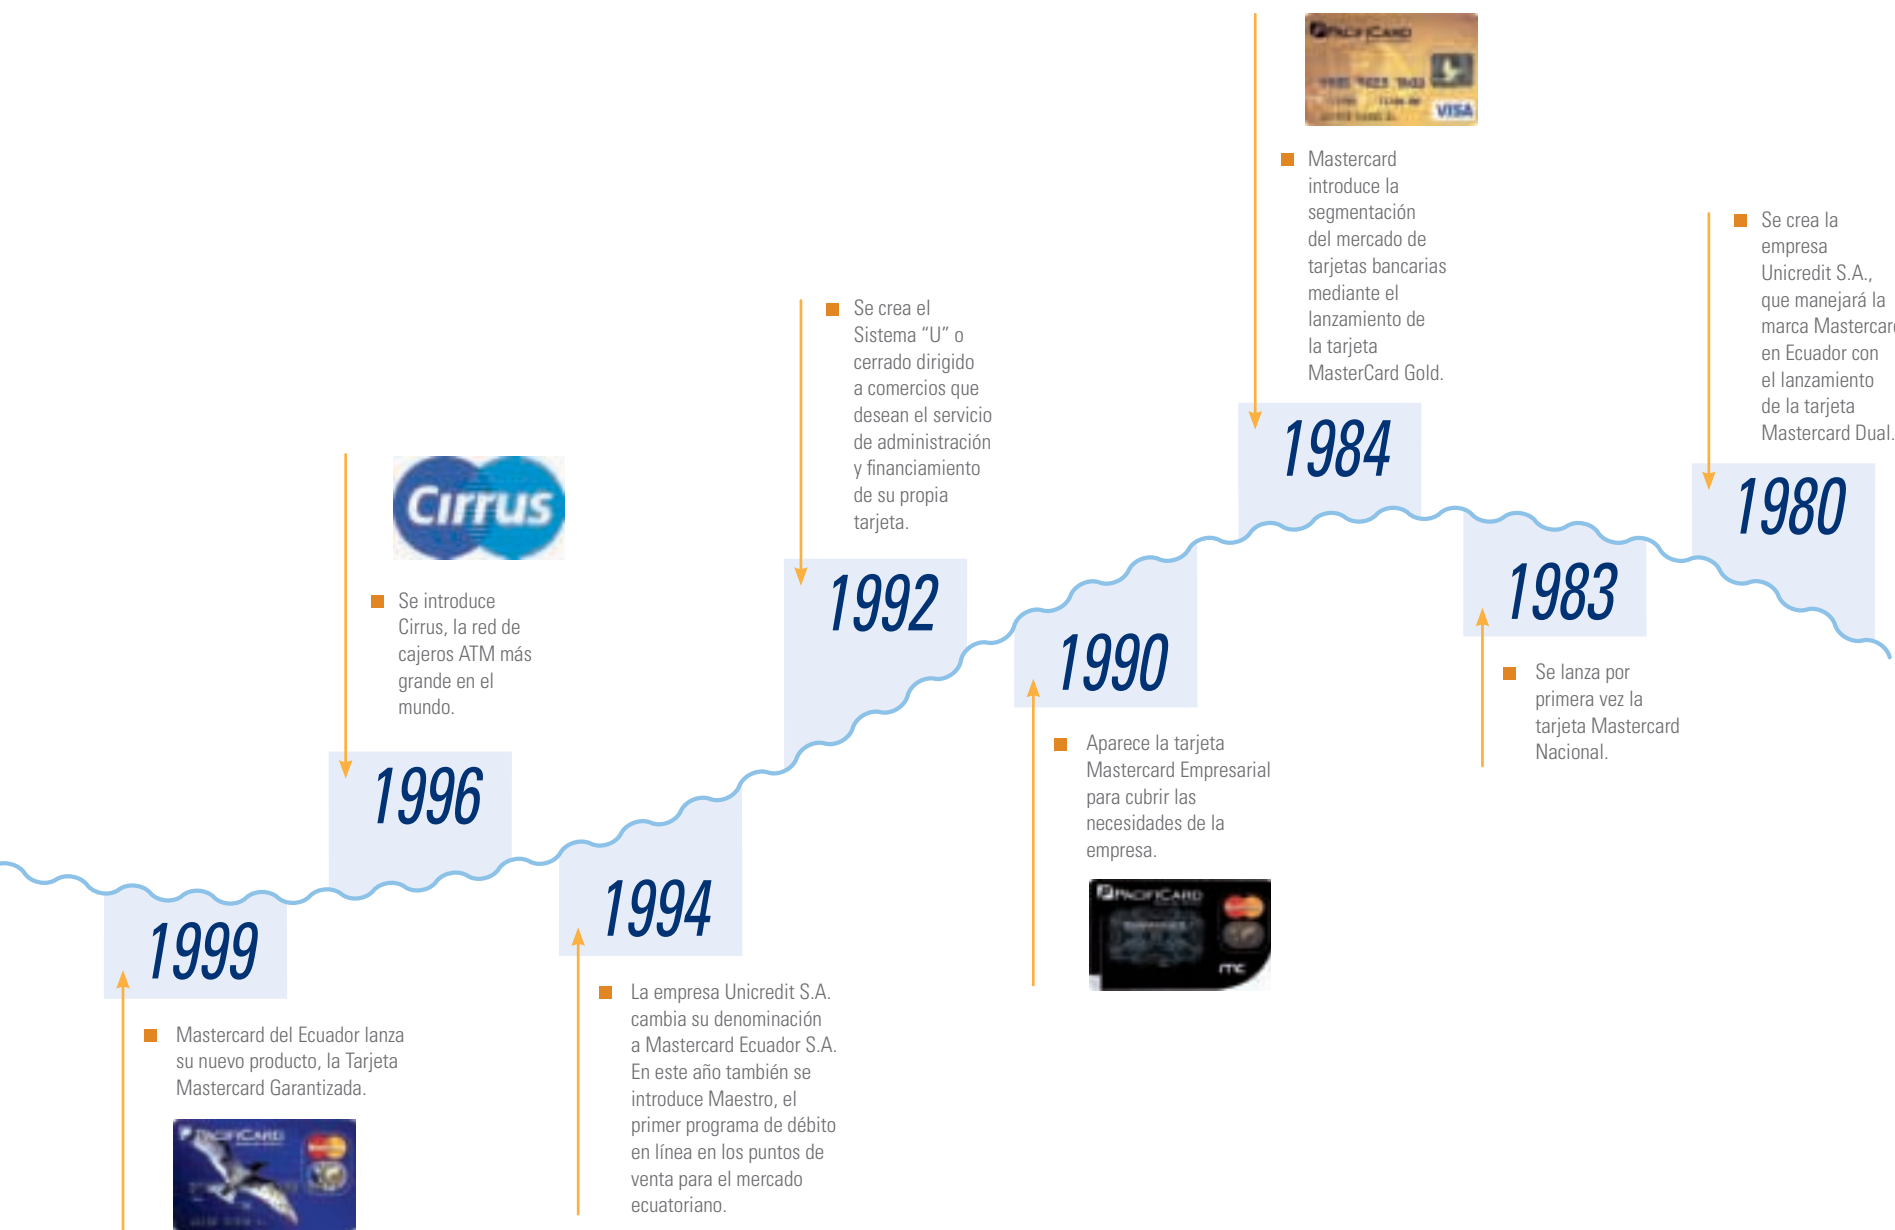 PACIFICARD
VISA
Mastercard
introduce la
segmentación
del mercado de
tarjetas bancarias
mediante el
lanzamiento de
la tarjeta
MasterCard Gold.
1984
Se crea la
empresa
Unicredit S.A.,
que manejará la
marca Mastercard
en Ecuador con
el lanzamiento
de la tarjeta
Mastercard Dual.
1980
1983
Se lanza por
primera vez la
tarjeta Mastercard
Nacional.
Se crea el
Sistema “U” o
cerrado dirigido
a comercios que
desean el servicio
de administración
y financiamiento
de su propia
tarjeta.
1992
1990
Aparece la tarjeta
Mastercard Empresarial
para cubrir las
necesidades de la
empresa.
PACIFICARD
mc
Cirrus
Se introduce
Cirrus, la red de
cajeros ATM más
grande en el
mundo.
1996
1994
La empresa Unicredit S.A.
cambia su denominación
a Mastercard Ecuador S.A.
En este año también se
introduce Maestro, el
primer programa de débito
en línea en los puntos de
venta para el mercado
ecuatoriano.
1999
Mastercard del Ecuador lanza
su nuevo producto, la Tarjeta
Mastercard Garantizada.
PACIFICARD